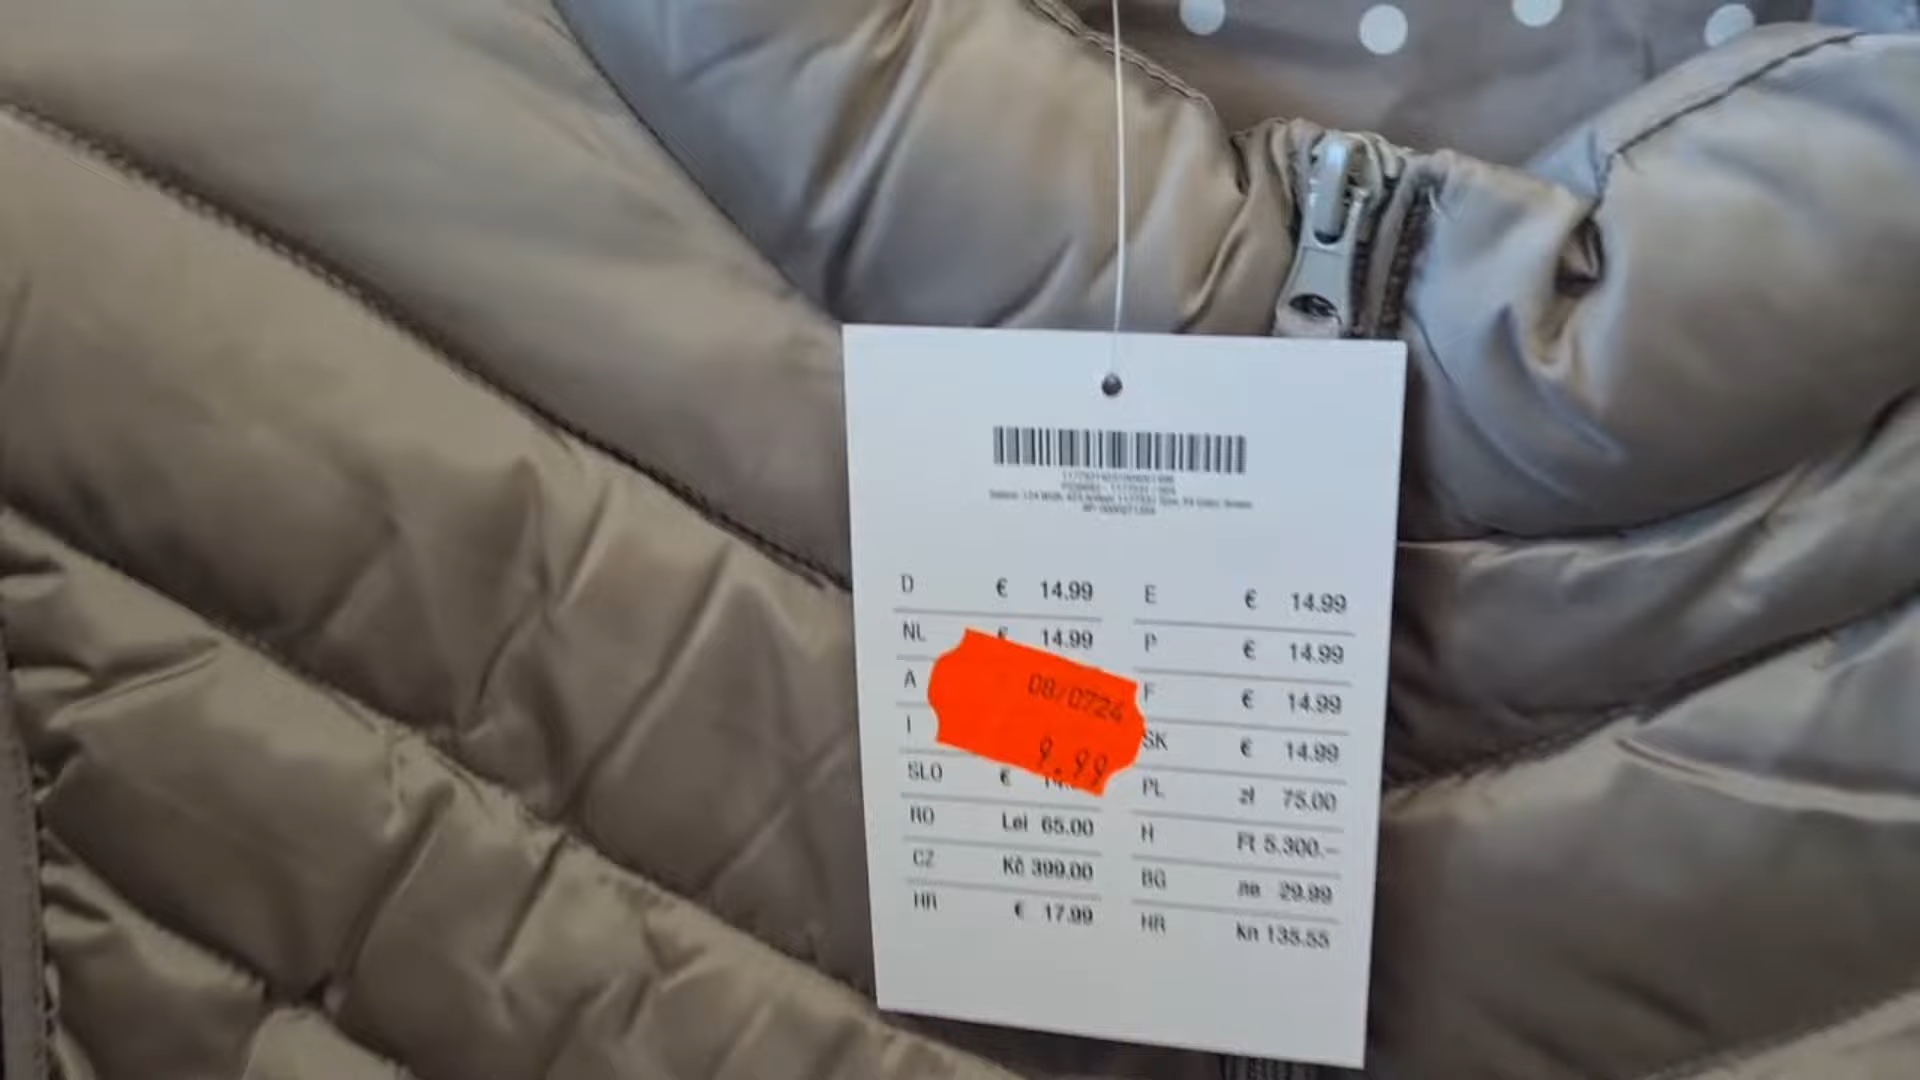 D € 14.99
NL € 14.99
A
I
SLO €
RO Lei 65.00
CZ Kč 399.00
HR € 17.99
08/0724
9.99
E € 14.99
P € 14.99
F € 14.99
SK € 14.99
PL zł 75.00
H Ft 5.300.–
BG лв 29.99
HR kn 135.55